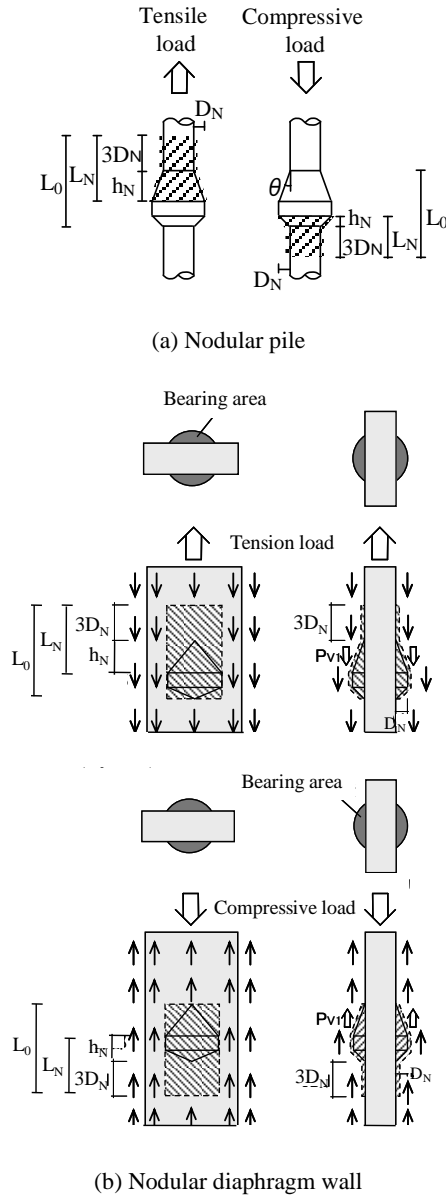 Tensile
load
Compressive
load
D_N
3D_N
h_N
L_N
L_0
θ
h_N
3D_N
L_N
L_0
D_N
(a) Nodular pile
Bearing area
Tension load
3D_N
h_N
L_N
L_0
3D_N
P_V1
D_N
Bearing area
Compressive load
L_0
h_N
L_N
3D_N
P_V1
3D_N
D_N
(b) Nodular diaphragm wall